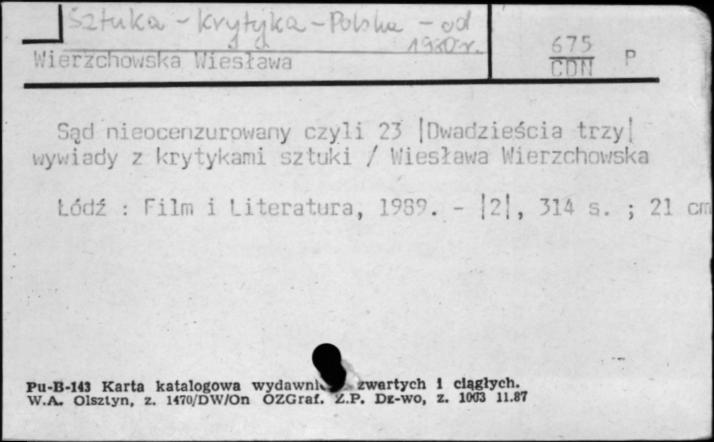 Sztuka - krytyka - Polska - od
1980 r.
Wierzchowska Wiesława
675
CDN
P
Sąd nieocenzurowany czyli 23 |Dwadzieścia trzy|
wywiady z krytykami sztuki / Wiesława Wierzchowska
Łódź : Film i Literatura, 1989. - |2|, 314 s. ; 21 cm
Pu-B-143 Karta katalogowa wydawni zwartych i ciągłych.
W.A. Olsztyn, z. 1470/DW/On OZGraf. Z.P. Dz-wo, z. 1003 11.87